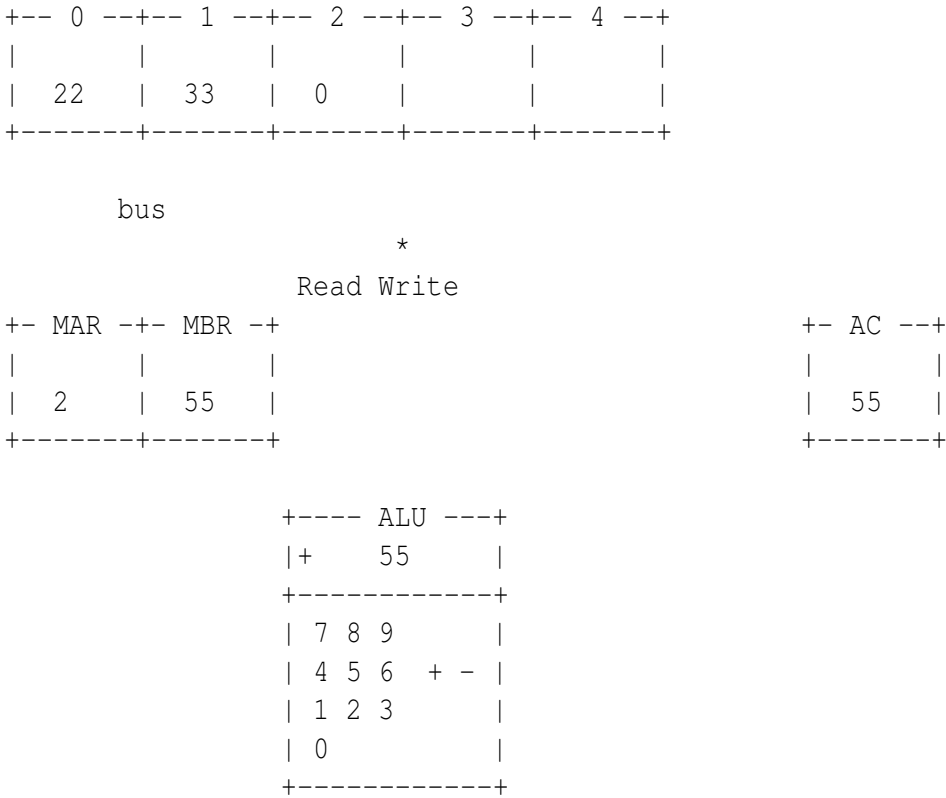 +-- 0 --+-- 1 --+-- 2 --+-- 3 --+-- 4 --+
|       |       |       |       |       |
|  22   |  33   |  0    |       |       |
+-------+-------+-------+-------+-------+
bus
*
Read Write
+- MAR -+- MBR -+                                +- AC --+
|       |       |                                |       |
|  2    |  55   |                                |  55   |
+-------+-------+                                +-------+
+---- ALU ---+
|+    55     |
+------------+
| 7 8 9      |
| 4 5 6  + - |
| 1 2 3      |
| 0          |
+------------+